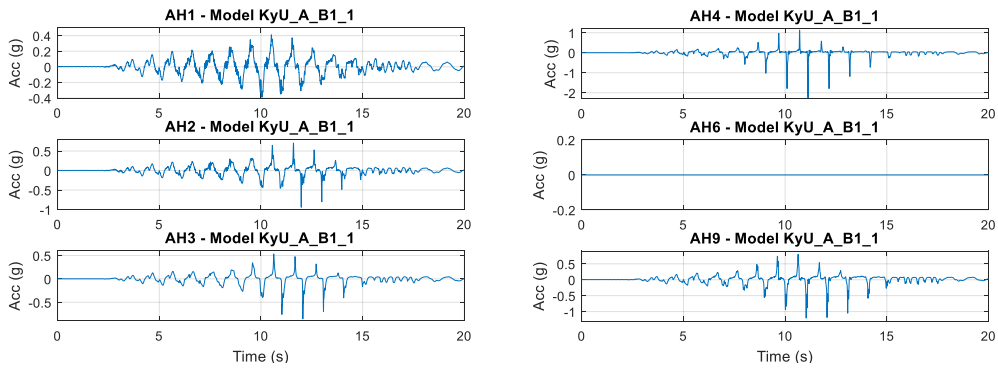 AH1 - Model KyU_A_B1_1
Acc (g)
0.4
0.2
0
-0.2
-0.4
0 5 10 15 20
AH2 - Model KyU_A_B1_1
Acc (g)
0.5
0
-0.5
-1
0 5 10 15 20
AH3 - Model KyU_A_B1_1
Acc (g)
0.5
0
-0.5
0 5 10 15 20
Time (s)
AH4 - Model KyU_A_B1_1
Acc (g)
1
0
-1
-2
0 5 10 15 20
AH6 - Model KyU_A_B1_1
Acc (g)
0.2
0
-0.2
0 5 10 15 20
AH9 - Model KyU_A_B1_1
Acc (g)
0.5
0
-0.5
-1
0 5 10 15 20
Time (s)